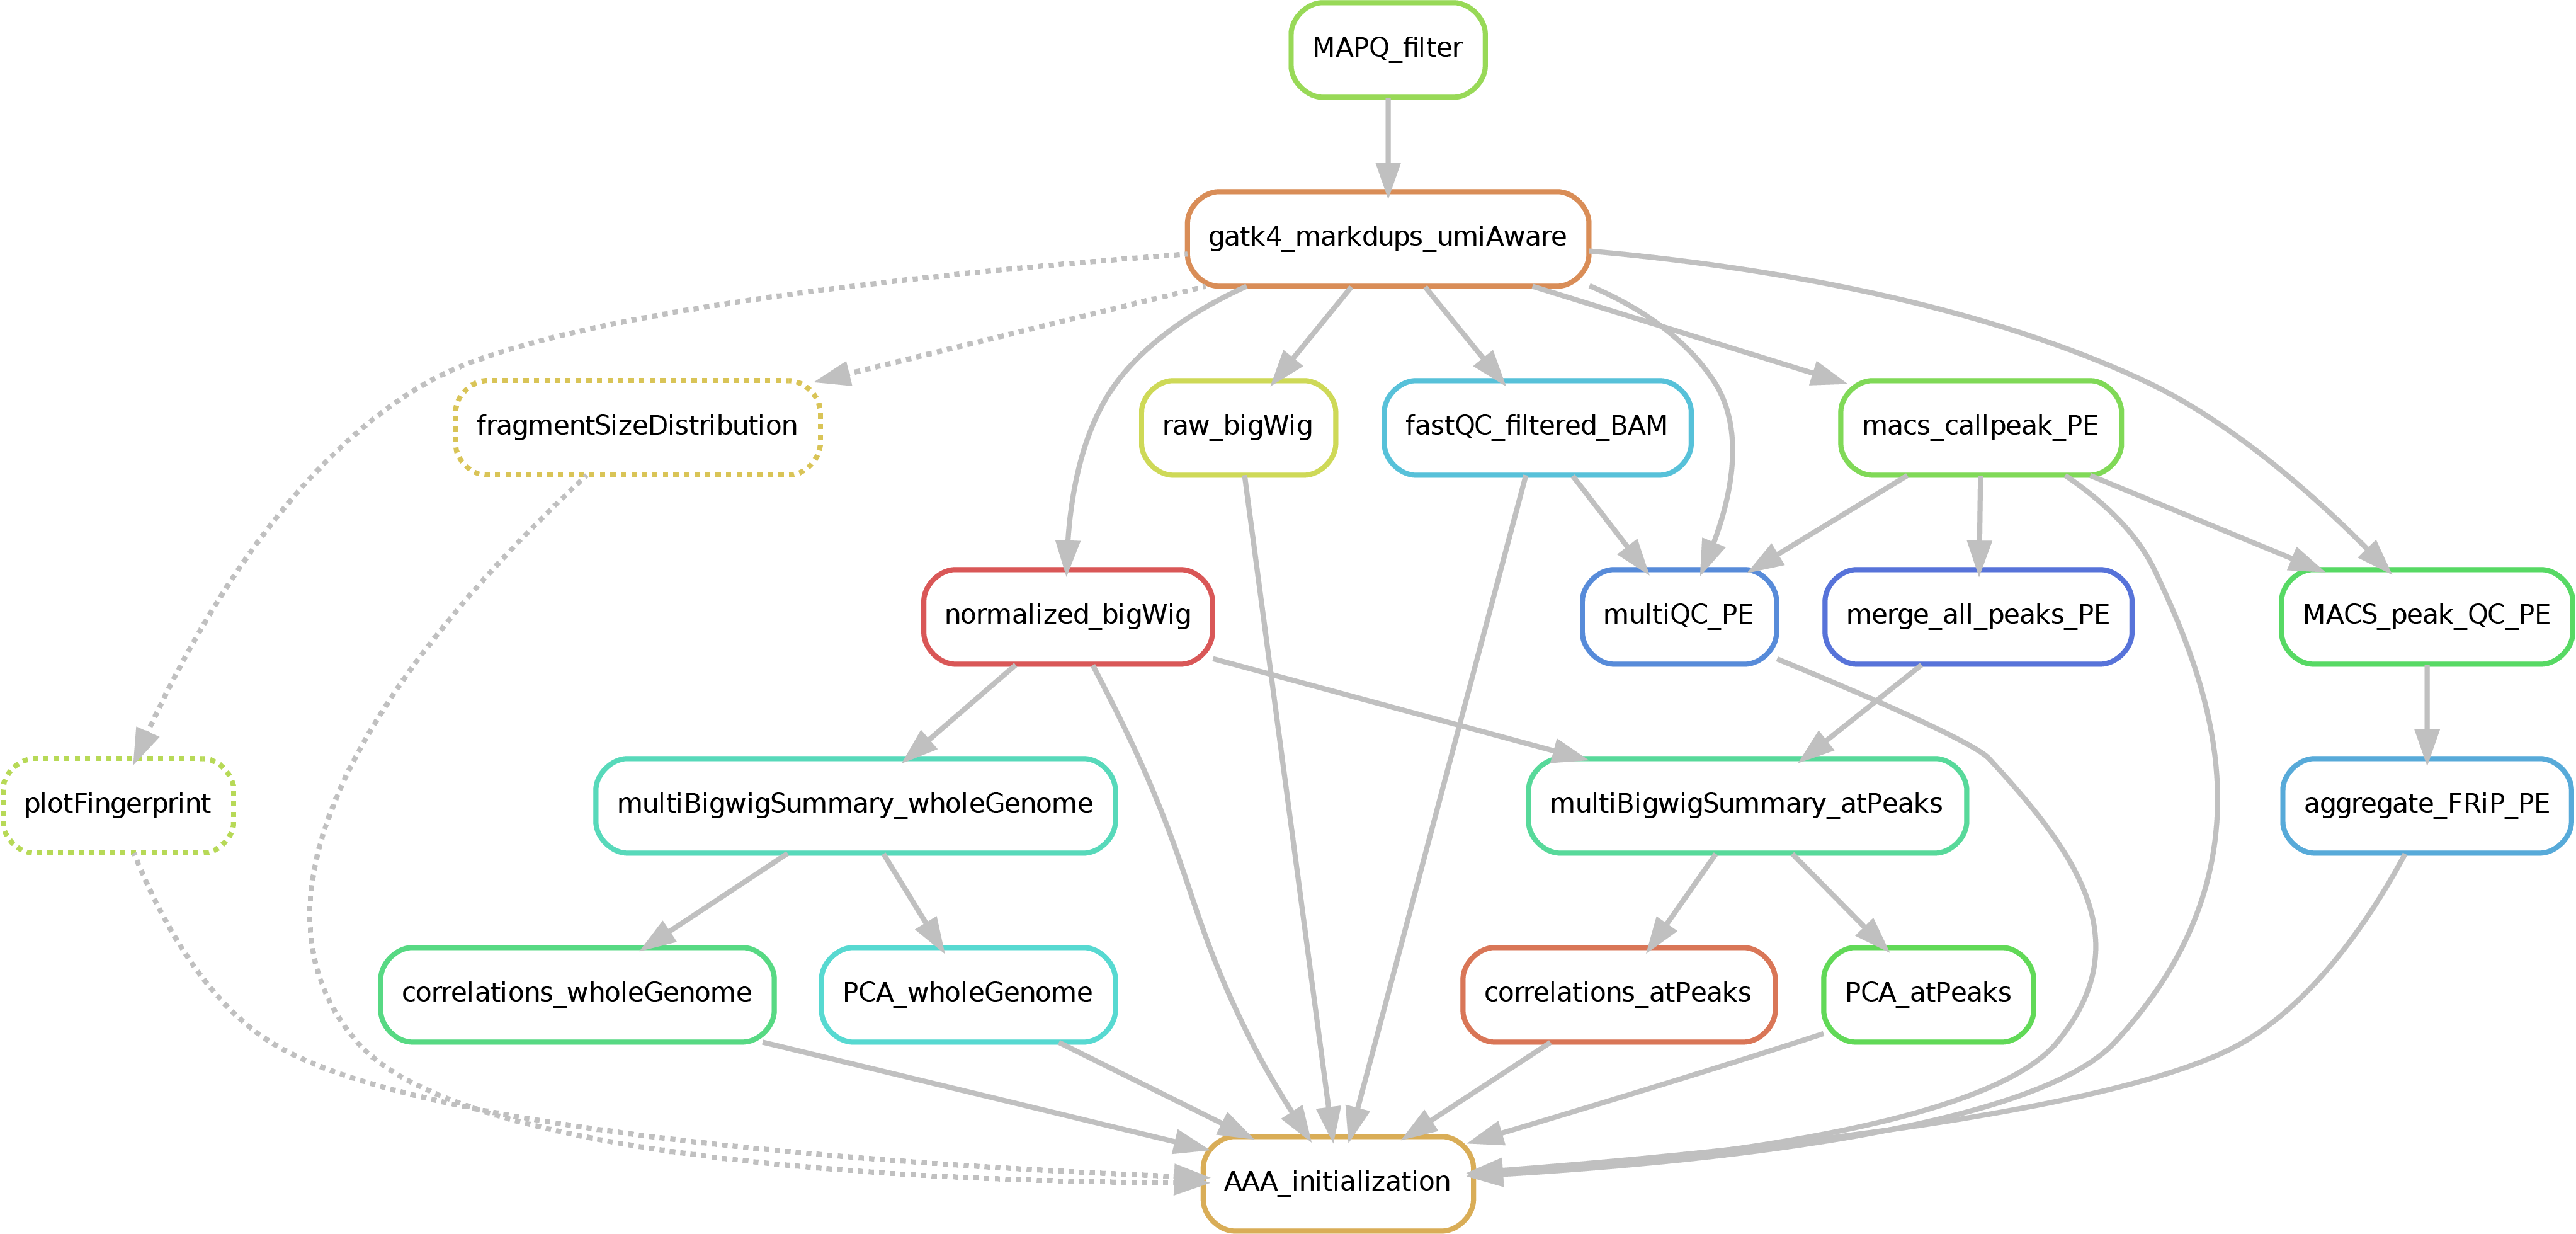 MAPQ_filter
gatk4_markdups_umiAware
fragmentSizeDistribution
raw_bigWig
fastQC_filtered_BAM
macs_callpeak_PE
normalized_bigWig
multiQC_PE
merge_all_peaks_PE
MACS_peak_QC_PE
plotFingerprint
multiBigwigSummary_wholeGenome
multiBigwigSummary_atPeaks
aggregate_FRiP_PE
correlations_wholeGenome
PCA_wholeGenome
correlations_atPeaks
PCA_atPeaks
AAA_initialization